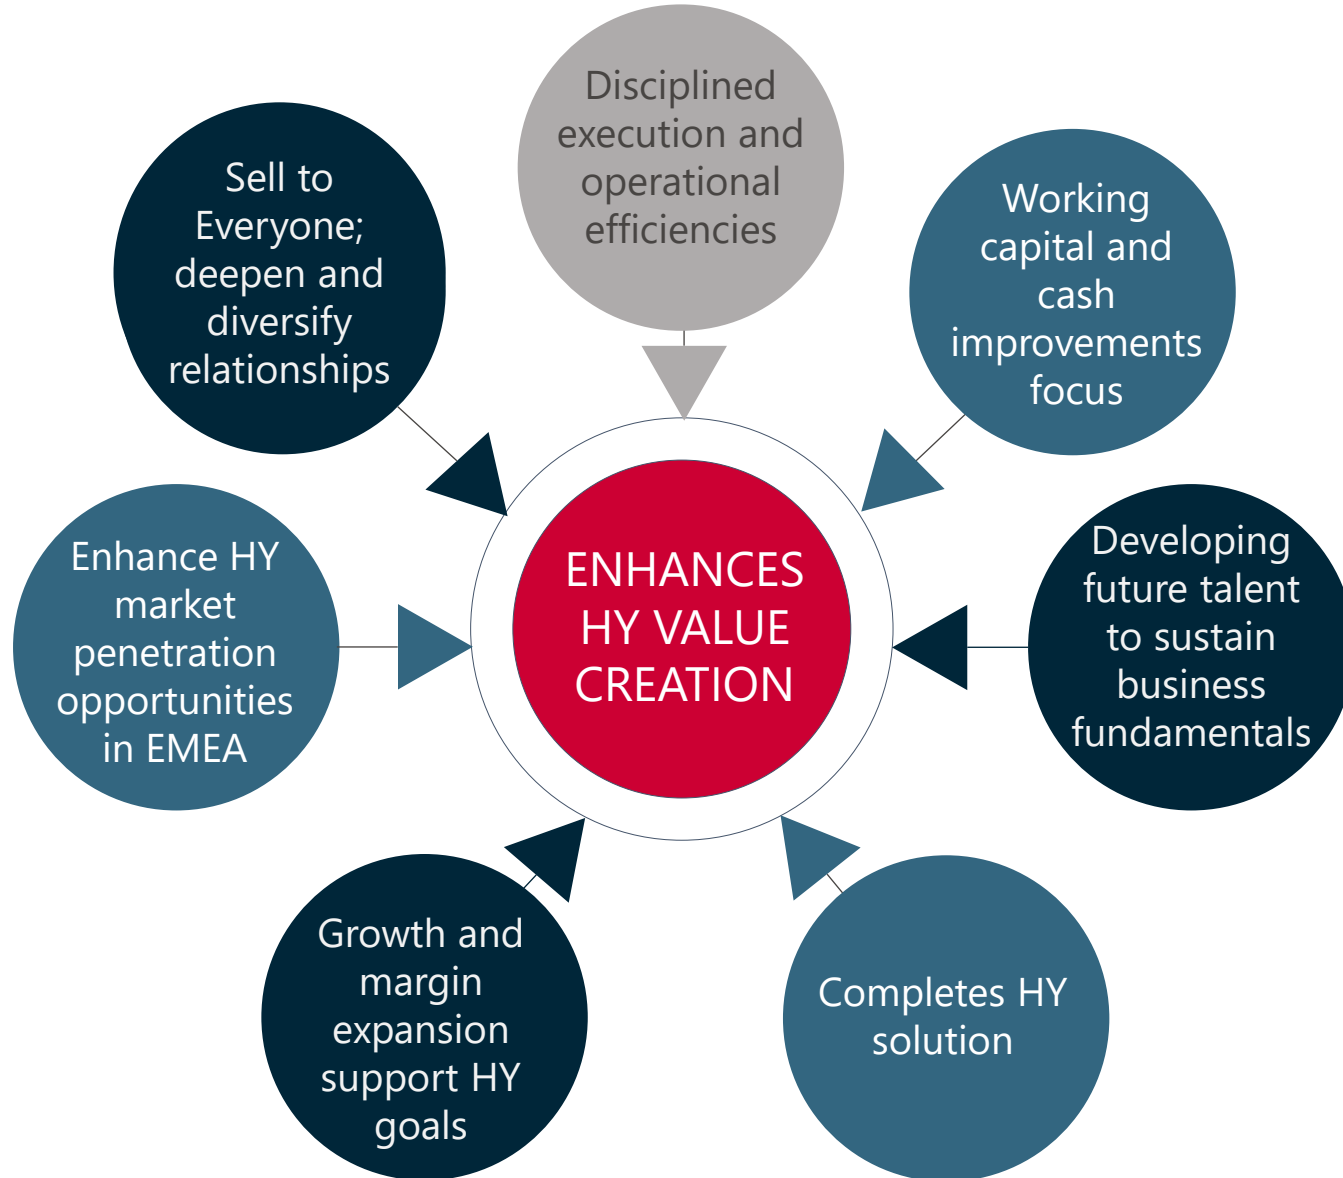 Disciplined
execution and
operational
efficiencies
Sell to
Everyone;
deepen and
diversify
relationships
Working
capital and
cash
improvements
focus
Enhance HY
market
penetration
opportunities
in EMEA
ENHANCES
HY VALUE
CREATION
Developing
future talent
to sustain
business
fundamentals
Growth and
margin
expansion
support HY
goals
Completes HY
solution